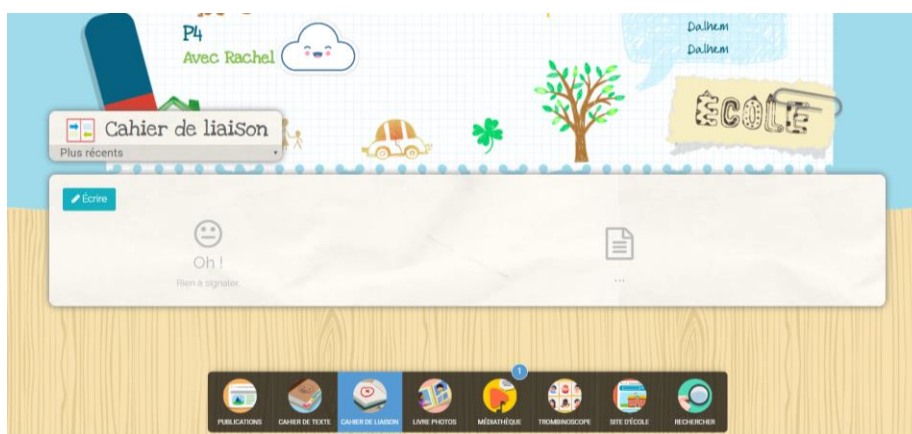 P4
Avec Rachel
Dalhem
Dalhem
ECOLE
Cahier de liaison
Plus récents
Écrire
Oh !
Rien à signaler.
...
1
PUBLICATIONS
CAHIER DE TEXTE
CAHIER DE LIAISON
LIVRE PHOTOS
MÉDIATHÈQUE
TROMBINOSCOPE
SITE D'ÉCOLE
RECHERCHER